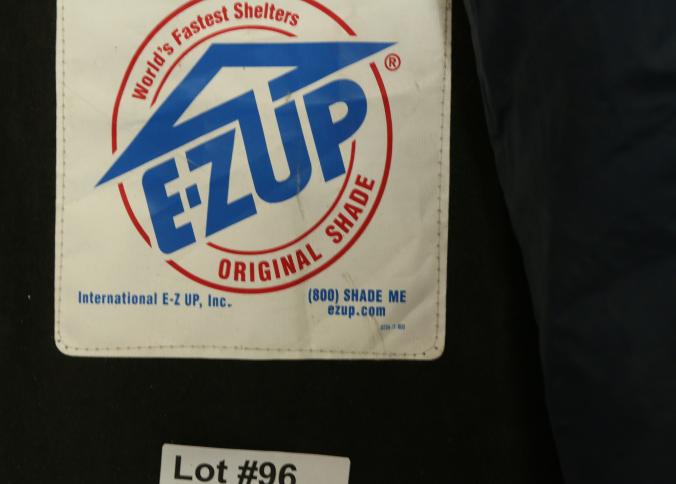 World's Fastest Shelters
®
E-Z UP
ORIGINAL SHADE
International E-Z UP, Inc.
(800) SHADE ME
ezup.com
Lot #96